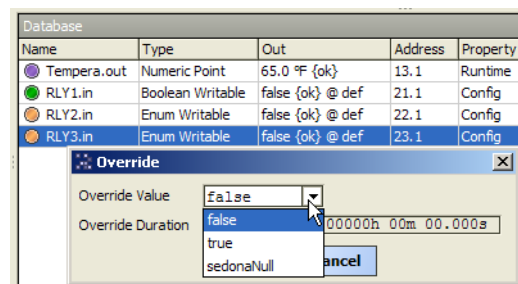 Database
Name Type Out Address Property
Tempera.out Numeric Point 65.0 °F {ok} 13.1 Runtime
RLY1.in Boolean Writable false {ok} @ def 21.1 Config
RLY2.in Enum Writable false {ok} @ def 22.1 Config
RLY3.in Enum Writable false {ok} @ def 23.1 Config
Override
Override Value false
Override Duration 00000h 00m 00.000s
false
true
sedonaNull